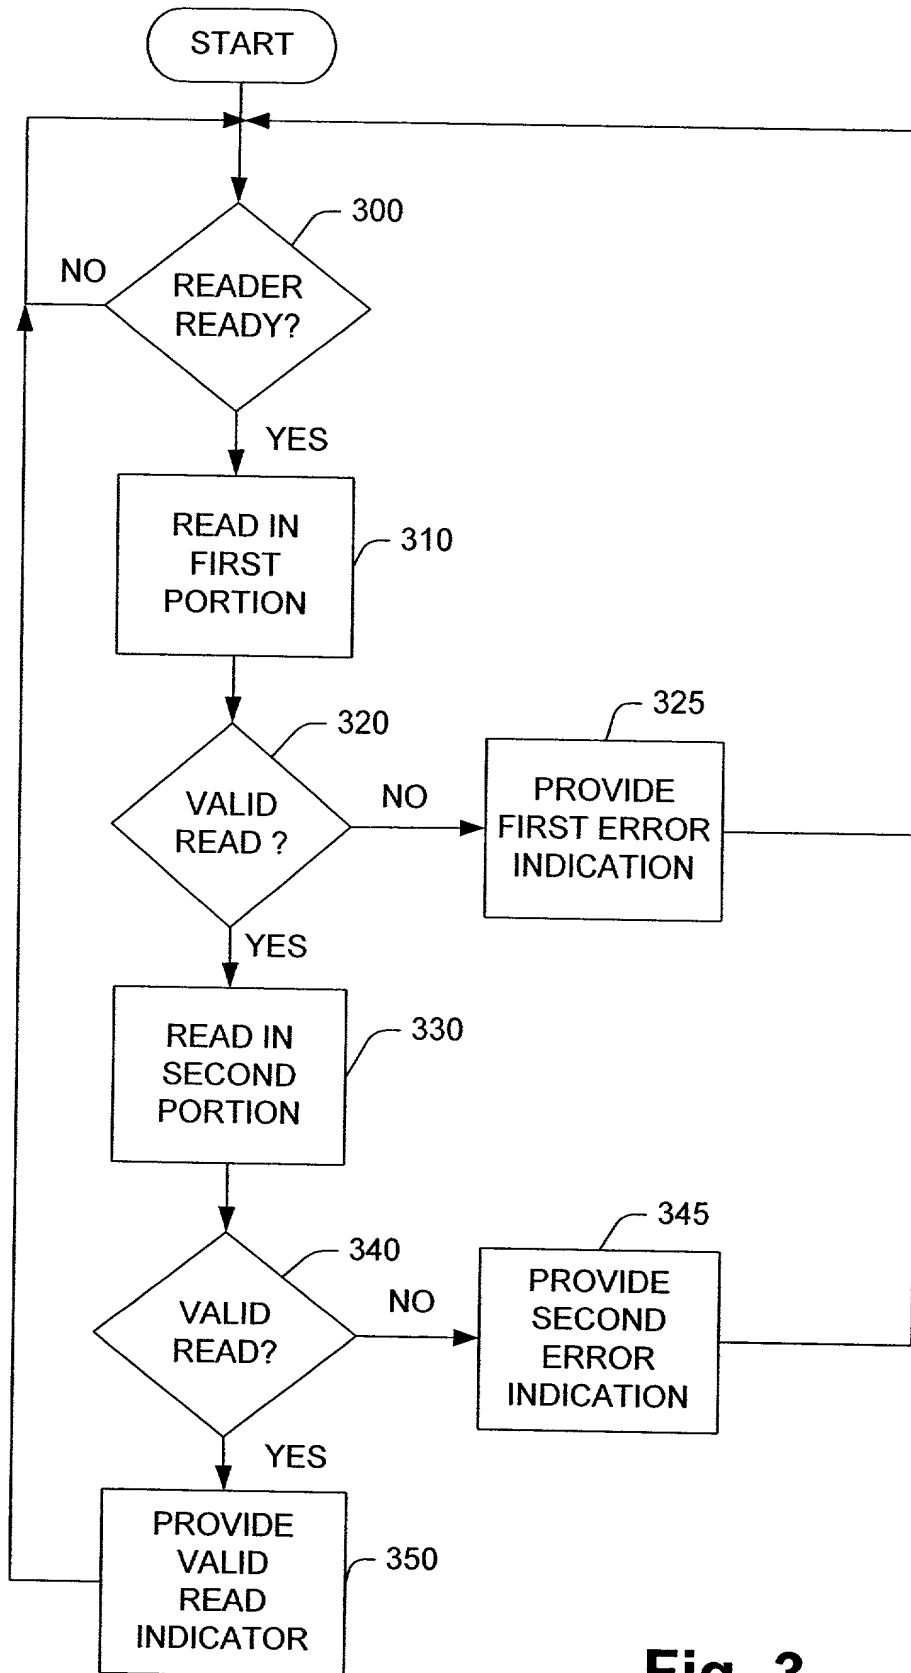 START
300
NO
READER
READY?
YES
READ IN
FIRST
PORTION
310
320
VALID
READ ?
NO
325
PROVIDE
FIRST ERROR
INDICATION
YES
READ IN
SECOND
PORTION
330
340
VALID
READ?
NO
345
PROVIDE
SECOND
ERROR
INDICATION
YES
PROVIDE
VALID
READ
INDICATOR
350
Fig. 3